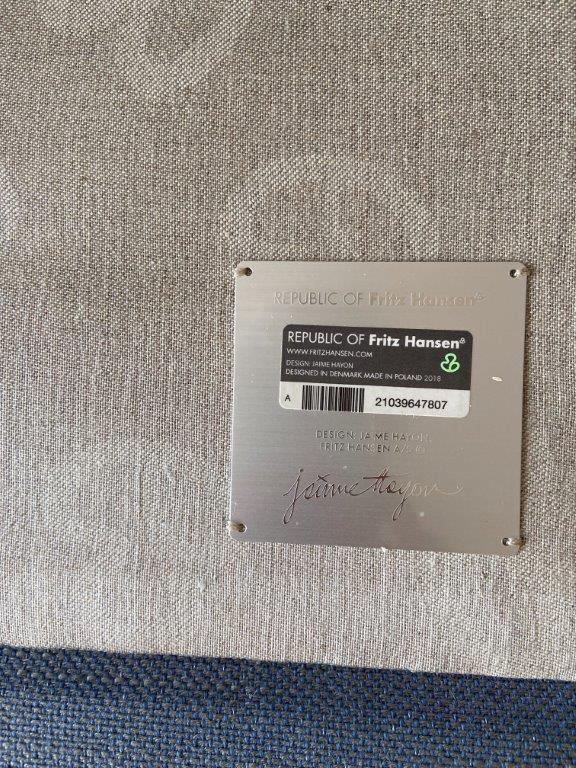 REPUBLIC OF Fritz Hansen®
REPUBLIC OF Fritz Hansen®
WWW.FRITZHANSEN.COM
DESIGN: JAIME HAYON
DESIGNED IN DENMARK MADE IN POLAND 2018
A 21039647807
DESIGN: JAIME HAYON,
FRITZ HANSEN A/S ©
jaime Hayon